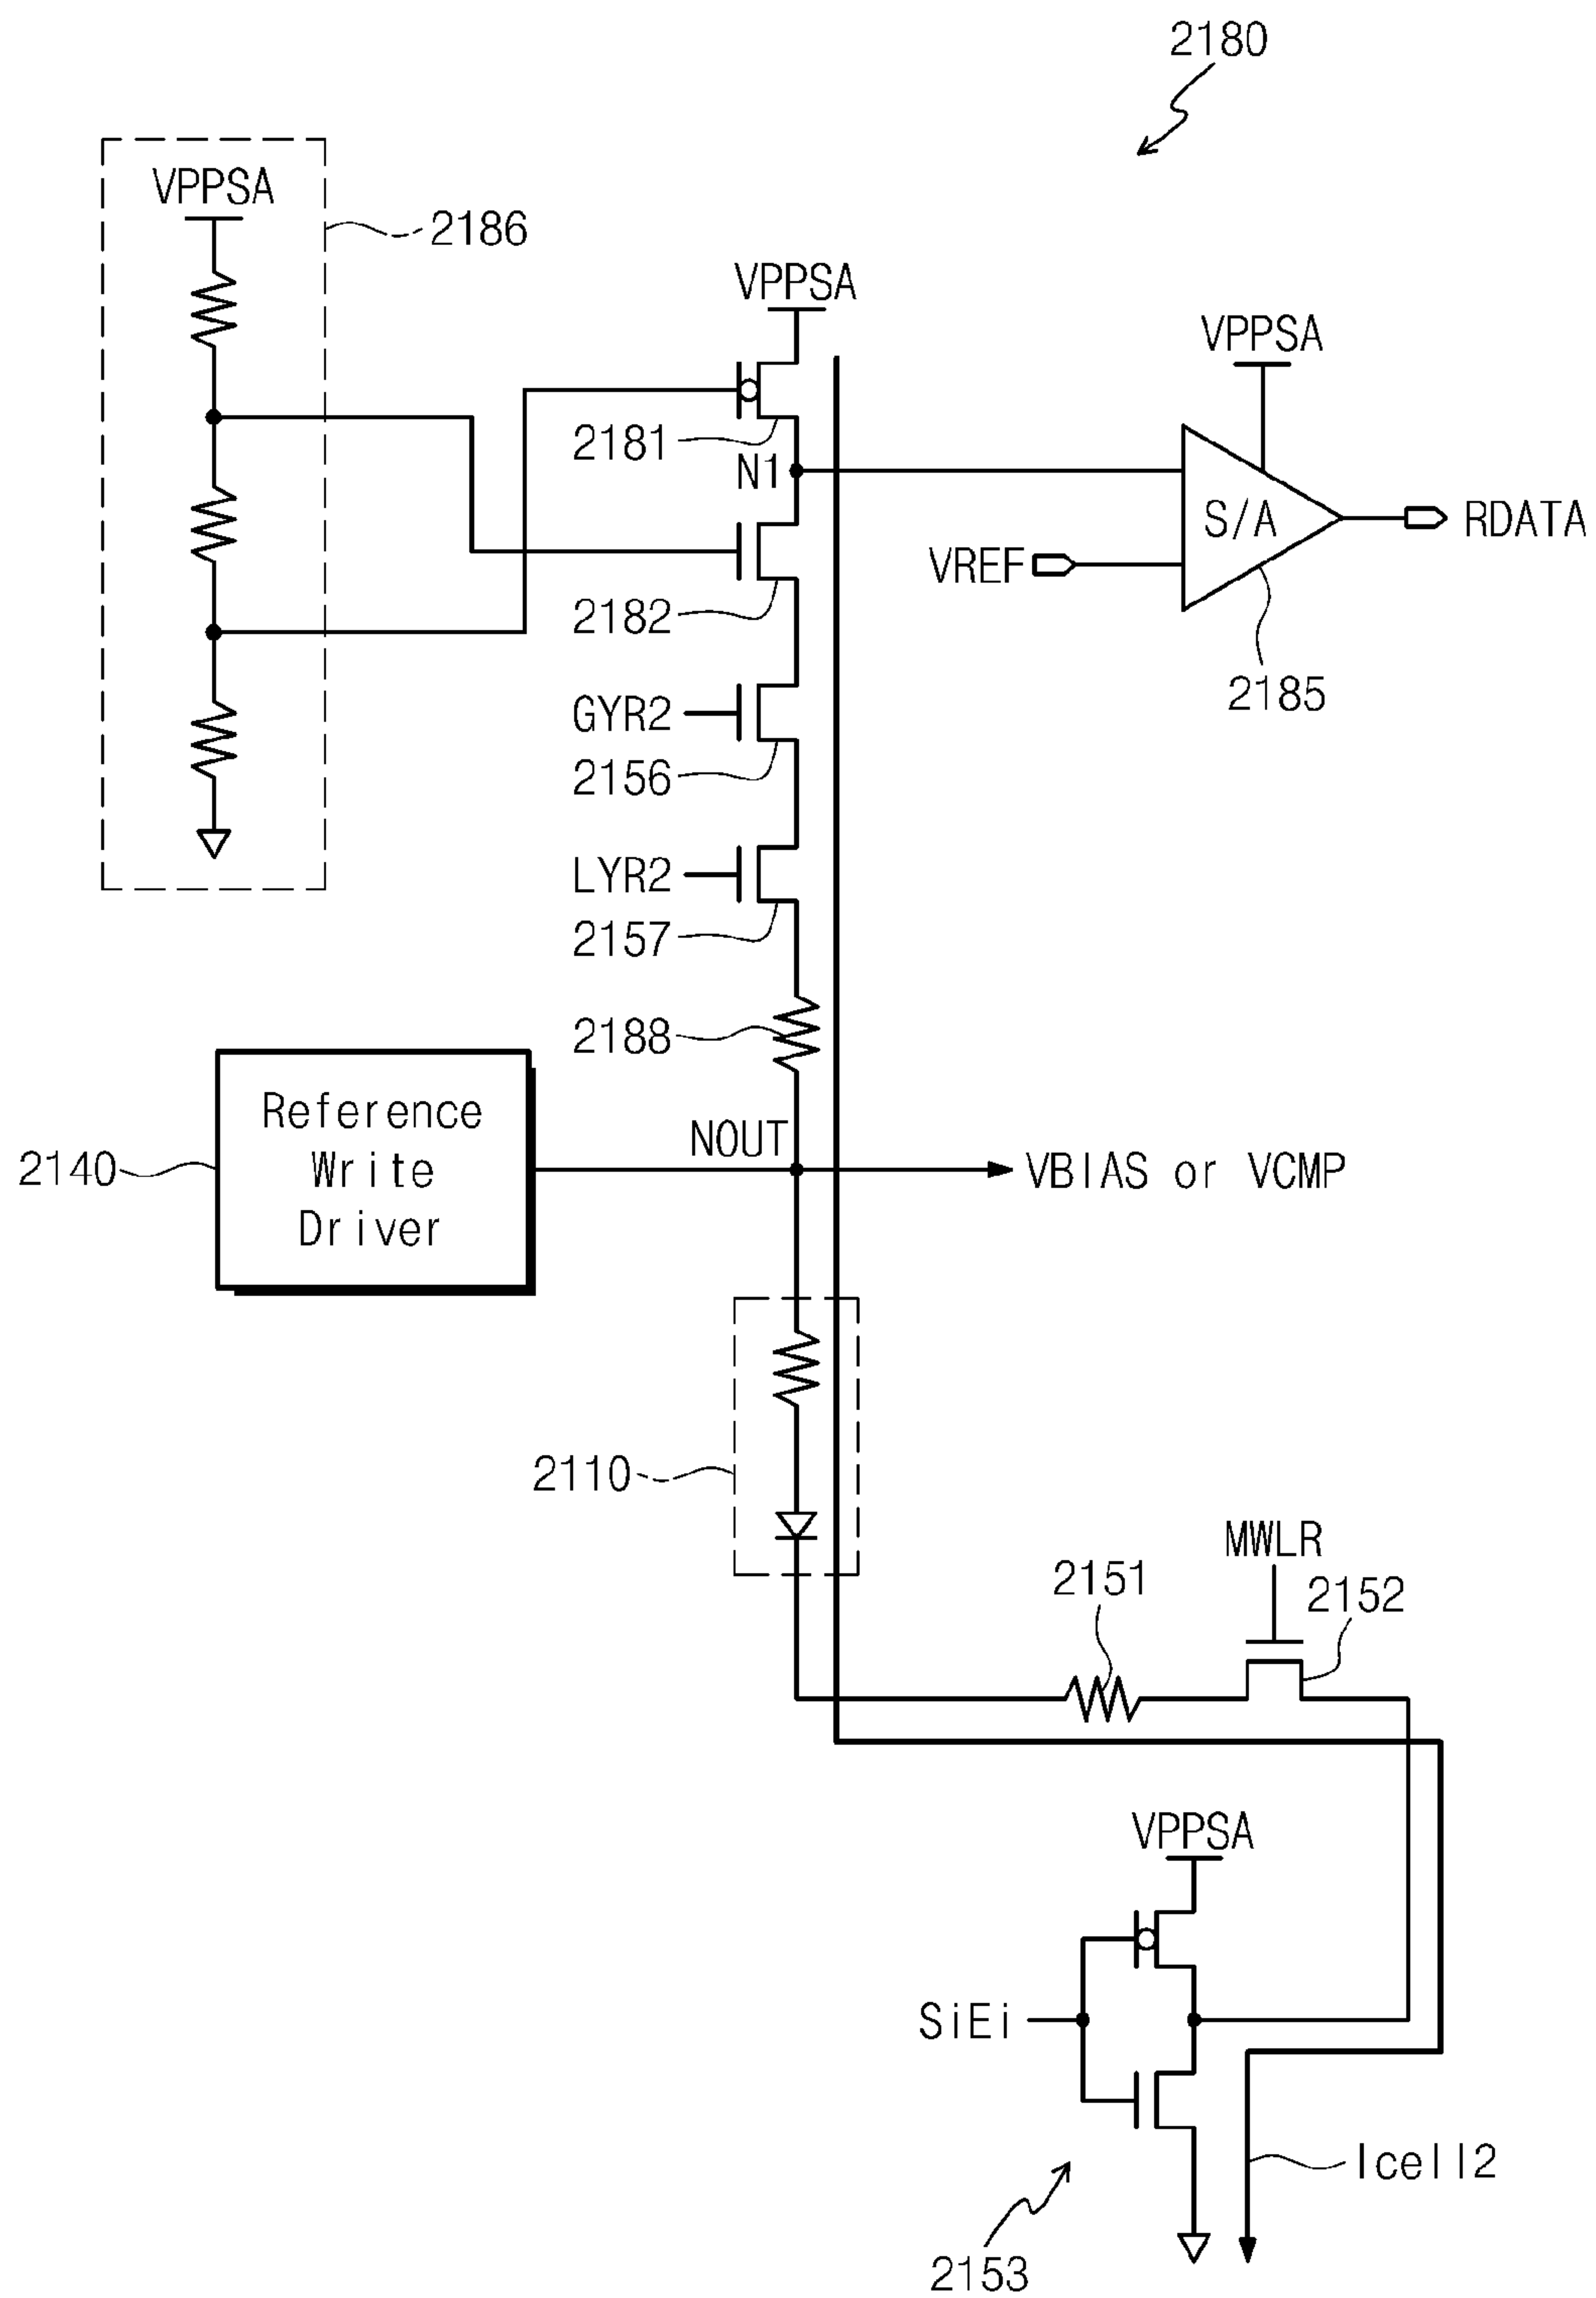 2180
VPPSA
2186
VPPSA
VPPSA
2181
N1
S/A
RDATA
VREF
2182
2185
GYR2
2156
LYR2
2157
2188
Reference
Write
Driver
2140
NOUT
VBIAS or VCMP
2110
MWLR
2151
2152
VPPSA
SiEi
Icell2
2153